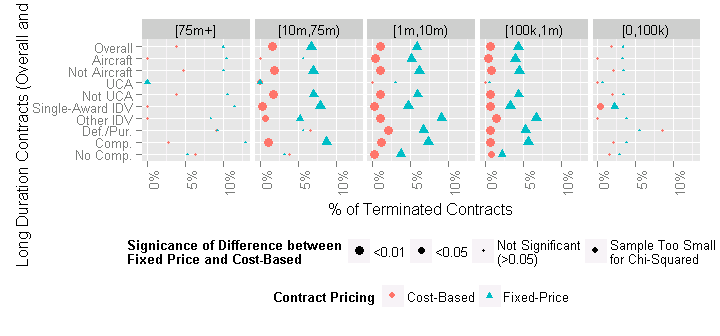 [75m+] [10m,75m) [1m,10m) [100k,1m) [0,100k)
Long Duration Contracts (Overall and
Overall
Aircraft
Not Aircraft
UCA
Not UCA
Single-Award IDV
Other IDV
Def./Pur.
Comp.
No Comp.
0% 5% 10% 0% 5% 10% 0% 5% 10% 0% 5% 10% 0% 5% 10%
% of Terminated Contracts
Signicance of Difference between
Fixed Price and Cost-Based
<0.01
<0.05
Not Significant
(>0.05)
Sample Too Small
for Chi-Squared
Contract Pricing
Cost-Based
Fixed-Price